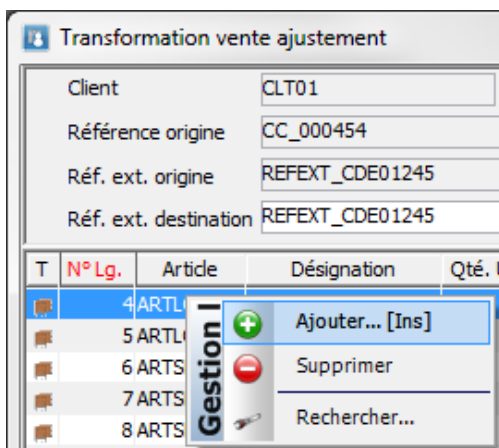 Transformation vente ajustement
Client CLT01
Référence origine CC_000454
Réf. ext. origine REFEXT_CDE01245
Réf. ext. destination REFEXT_CDE01245
T N° Lg. Article Désignation Qté.
4
5
6
7
8
Gestion
Ajouter... [Ins]
Supprimer
Rechercher...